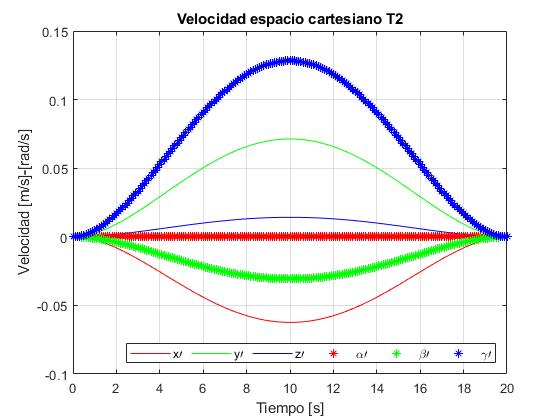 Velocidad espacio cartesiano T2
0.15
0.1
0.05
0
-0.05
-0.1
Velocidad [m/s]-[rad/s]
x′ y′ z′ α′ β′ γ′
0 2 4 6 8 10 12 14 16 18 20
Tiempo [s]